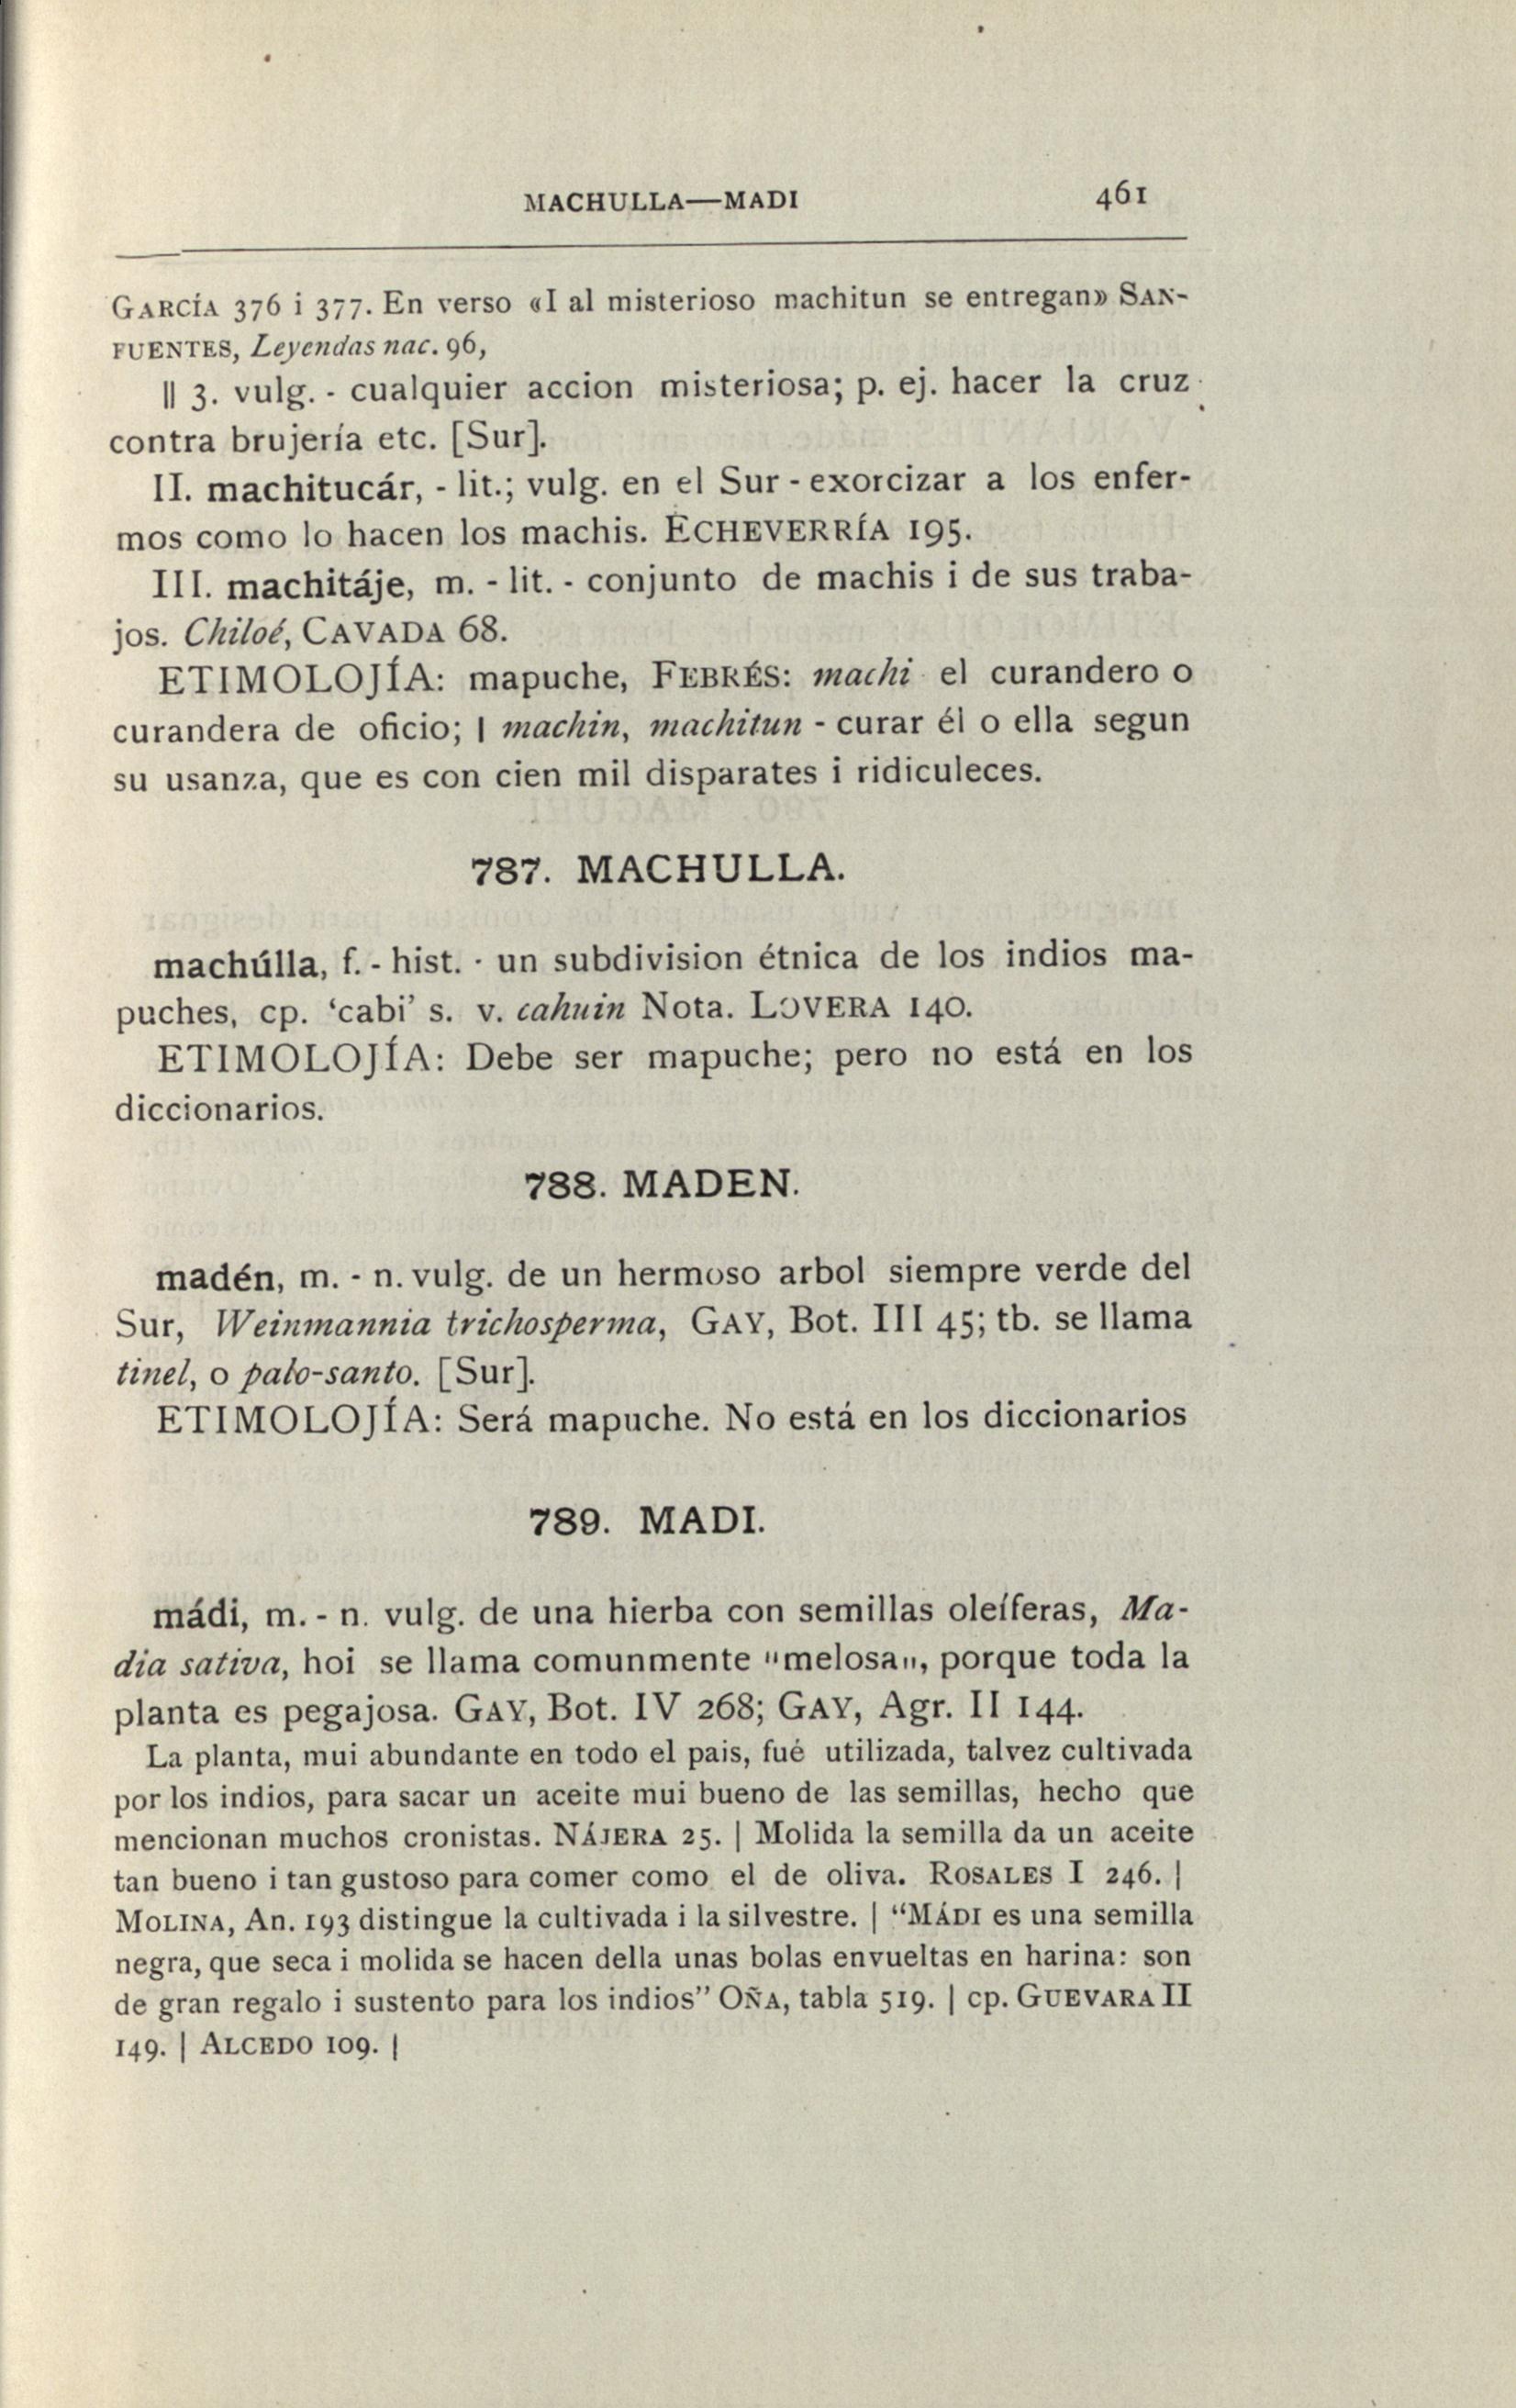 MACHULLA—MADI 461
GARCÍA 376 i 377. En verso «I al misterioso machitun se entregan» SAN-
FUENTES, Leyendas nac. 96,
|| 3. vulg. - cualquier accion misteriosa; p. ej. hacer la cruz
contra brujería etc. [Sur].
II. machitucár, - lit.; vulg. en el Sur - exorcizar a los enfer-
mos como lo hacen los machis. ECHEVERRÍA 195.
III. machitáje, m. - lit. - conjunto de machis i de sus traba-
jos. Chiloé, CAVADA 68.
ETIMOLOJÍA: mapuche, FEBRÉS: machi el curandero o
curandera de oficio; | machin, machitun - curar él o ella segun
su usanza, que es con cien mil disparates i ridiculeces.
787. MACHULLA.
machúlla, f. - hist. - un subdivision étnica de los indios ma-
puches, cp. ‘cabi’ s. v. cahuin Nota. LOVERA 140.
ETIMOLOJÍA: Debe ser mapuche; pero no está en los
diccionarios.
788. MADEN.
madén, m. - n. vulg. de un hermoso arbol siempre verde del
Sur, Weinmannia trichosperma, GAY, Bot. III 45; tb. se llama
tinel, o palo-santo. [Sur].
ETIMOLOJÍA: Será mapuche. No está en los diccionarios
789. MADI.
mádi, m. - n. vulg. de una hierba con semillas oleíferas, Ma-
dia sativa, hoi se llama comunmente "melosa", porque toda la
planta es pegajosa. GAY, Bot. IV 268; GAY, Agr. II 144.
La planta, mui abundante en todo el pais, fué utilizada, talvez cultivada
por los indios, para sacar un aceite mui bueno de las semillas, hecho que
mencionan muchos cronistas. NÁJERA 25. | Molida la semilla da un aceite
tan bueno i tan gustoso para comer como el de oliva. ROSALES I 246. |
MOLINA, An. 193 distingue la cultivada i la silvestre. | “MÁDI es una semilla
negra, que seca i molida se hacen della unas bolas envueltas en harina: son
de gran regalo i sustento para los indios” OÑA, tabla 519. | cp. GUEVARA II
149. | ALCEDO 109. |